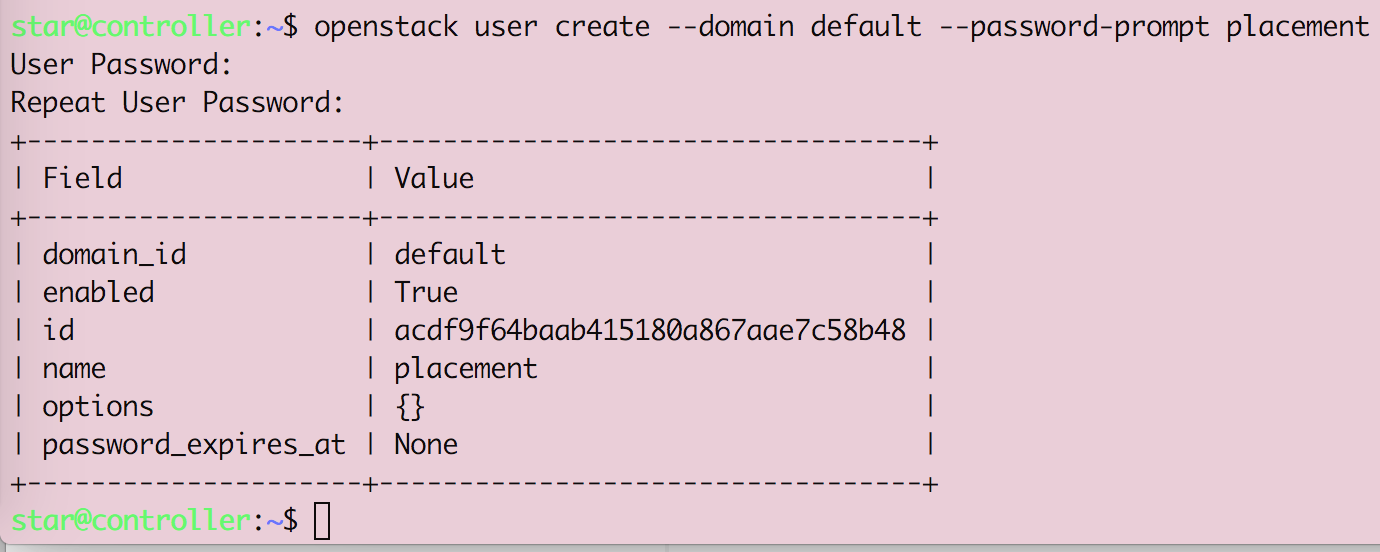 star@controller:~$ openstack user create --domain default --password-prompt placement
User Password:
Repeat User Password:
+---------------------+----------------------------------+
| Field               | Value                            |
+---------------------+----------------------------------+
| domain_id           | default                          |
| enabled             | True                             |
| id                  | acdf9f64baab415180a867aae7c58b48 |
| name                | placement                        |
| options             | {}                               |
| password_expires_at | None                             |
+---------------------+----------------------------------+
star@controller:~$